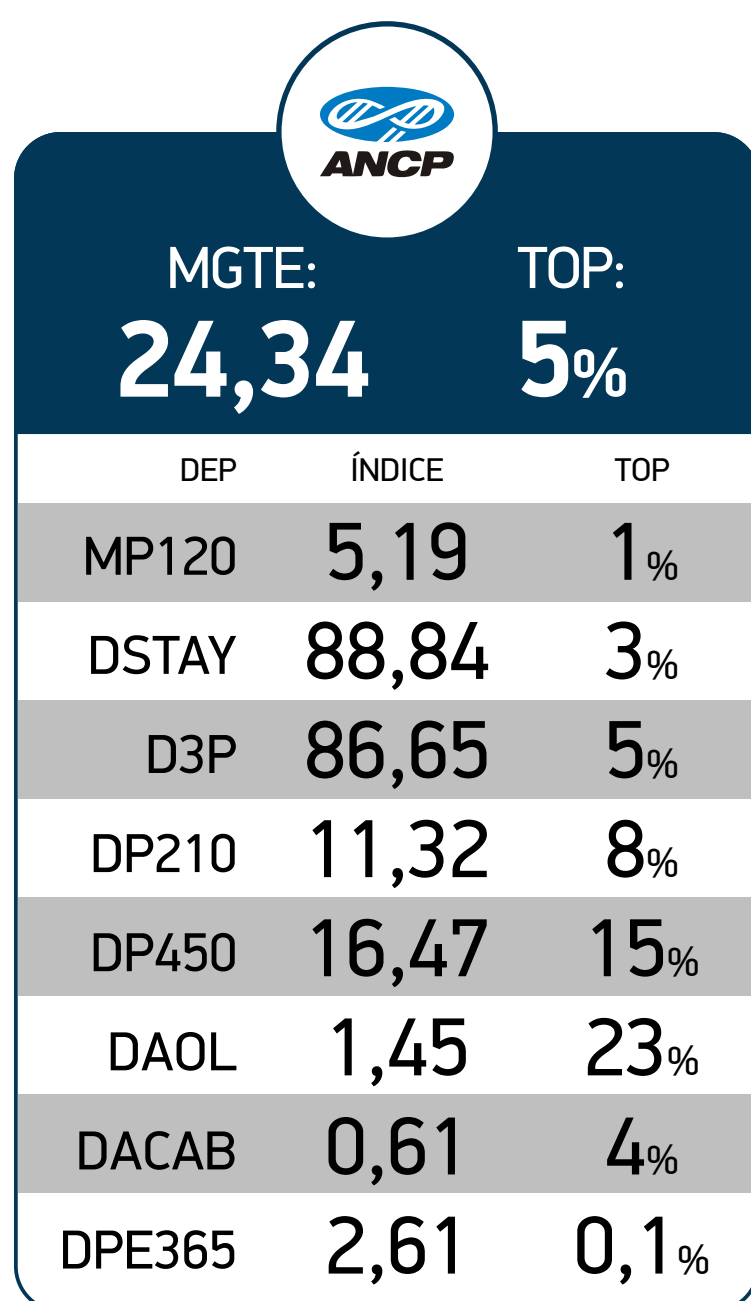 ANCP
MGTE: TOP:
24,34 5%
DEP ÍNDICE TOP
MP120 5,19 1%
DSTAY 88,84 3%
D3P 86,65 5%
DP210 11,32 8%
DP450 16,47 15%
DAOL 1,45 23%
DACAB 0,61 4%
DPE365 2,61 0,1%